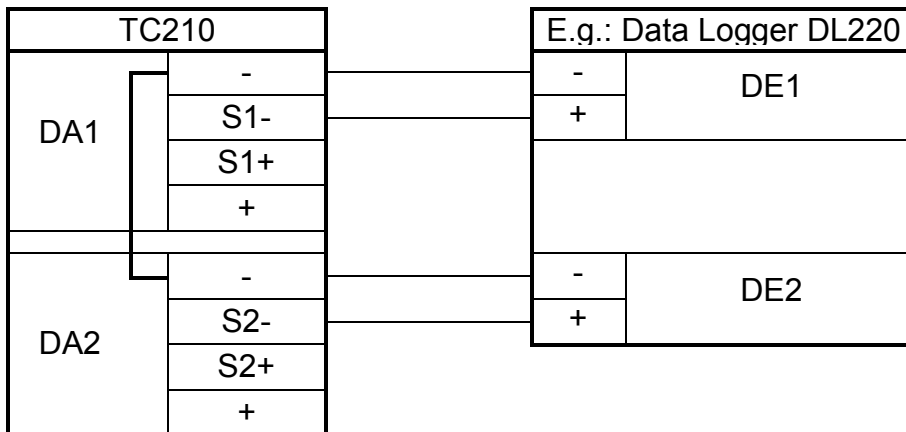 TC210
E.g.: Data Logger DL220
DA1
-
S1-
S1+
+
-
+
DE1
DA2
-
S2-
S2+
+
-
+
DE2